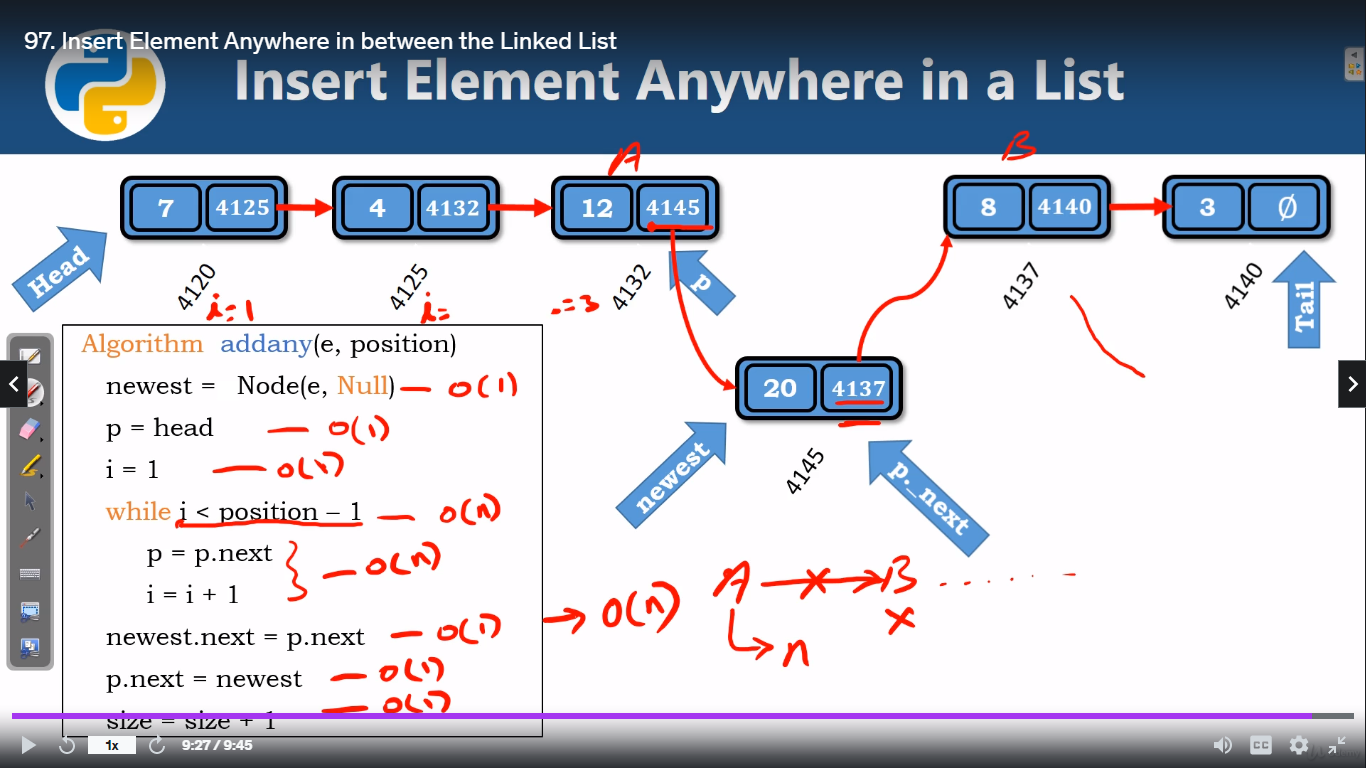 97. Insert Element Anywhere in between the Linked List
Insert Element Anywhere in a List
A
B
7 4125
4 4132
12 4145
8 4140
3 Ø
Head
4120
4125
4132
p
4137
4140
Tail
i=1
i=
.=3
Algorithm addany(e, position)
newest = Node(e, Null) — O(1)
p = head — O(1)
i = 1 — O(1)
while i < position – 1 — O(n)
p = p.next
i = i + 1
} — O(n)
newest.next = p.next — O(1)
p.next = newest — O(1)
size = size + 1 — O(1)
→ O(n)
20 4137
newest
4145
p._next
A B
x
n
1x
9:27 / 9:45
CC